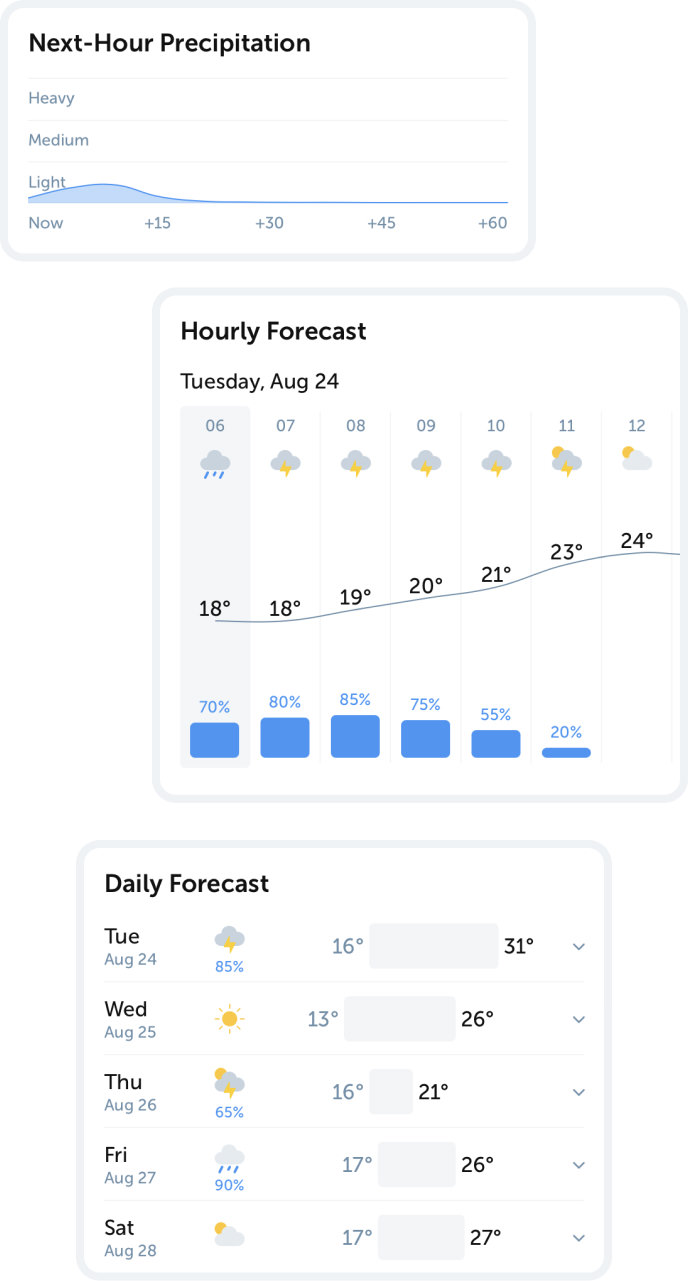 Next-Hour Precipitation
Heavy
Medium
Light
Now +15 +30 +45 +60
Hourly Forecast
Tuesday, Aug 24
06 07 08 09 10 11 12
18° 18° 19° 20° 21° 23° 24°
70% 80% 85% 75% 55% 20%
Daily Forecast
Tue
16° 31°
Aug 24
85%
Wed
13° 26°
Aug 25
Thu
16° 21°
Aug 26
65%
Fri
17° 26°
Aug 27
90%
Sat
17° 27°
Aug 28